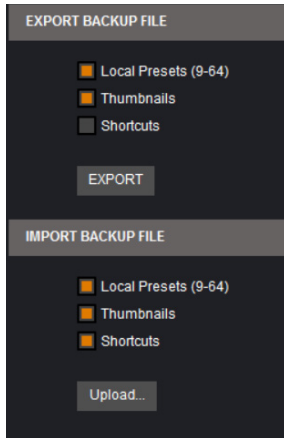 EXPORT BACKUP FILE
Local Presets (9-64)
Thumbnails
Shortcuts
EXPORT
IMPORT BACKUP FILE
Local Presets (9-64)
Thumbnails
Shortcuts
Upload...